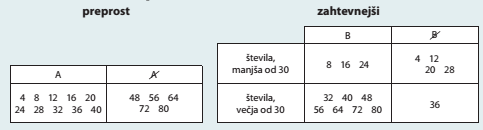 preprost
zahtevnejši
A A
4 8 12 16 20
24 28 32 36 40
48 56 64
72 80
B B
števila,
manjša od 30
8 16 24
4 12
20 28
števila,
večja od 30
32 40 48
56 64 72 80
36